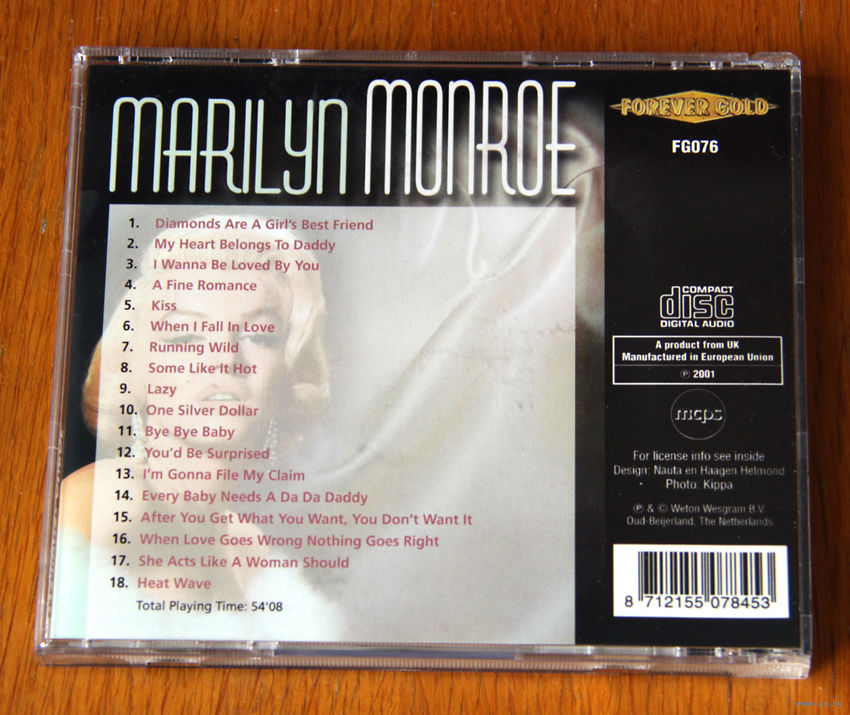 MARILYN MONROE
1. Diamonds Are A Girl's Best Friend
2. My Heart Belongs To Daddy
3. I Wanna Be Loved By You
4. A Fine Romance
5. Kiss
6. When I Fall In Love
7. Running Wild
8. Some Like It Hot
9. Lazy
10. One Silver Dollar
11. Bye Bye Baby
12. You'd Be Surprised
13. I'm Gonna File My Claim
14. Every Baby Needs A Da Da Daddy
15. After You Get What You Want, You Don't Want It
16. When Love Goes Wrong Nothing Goes Right
17. She Acts Like A Woman Should
18. Heat Wave
Total Playing Time: 54'08
FOREVER GOLD
FG076
COMPACT
disc
DIGITAL AUDIO
A product from UK
Manufactured in European Union
℗ 2001
mcps
For license info see inside
Design: Nauta en Haagen Helmond
Photo: Kippa
℗ & © Weton Wesgram B.V.
Oud-Beijerland, The Netherlands
8 712155 078453